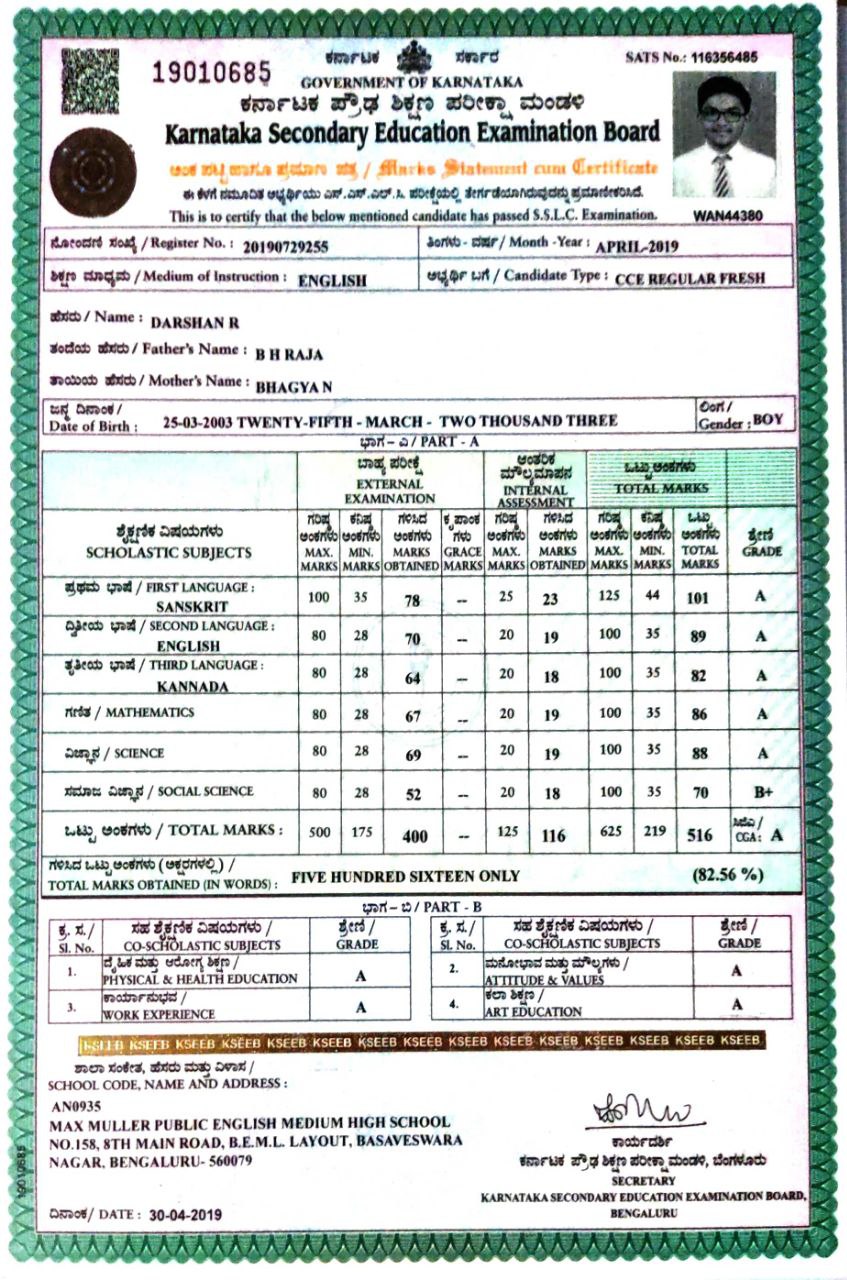 ಕರ್ನಾಟಕ ಸರ್ಕಾರ
SATS No.: 116356485
19010685
GOVERNMENT OF KARNATAKA
ಕರ್ನಾಟಕ ಪ್ರೌಢ ಶಿಕ್ಷಣ ಪರೀಕ್ಷಾ ಮಂಡಳಿ
Karnataka Secondary Education Examination Board
ಅಂಕ ಪಟ್ಟಿ ಹಾಗೂ ಪ್ರಮಾಣ ಪತ್ರ / Marks Statement cum Certificate
ಈ ಕೆಳಗೆ ನಮೂದಿತ ಅಭ್ಯರ್ಥಿಯು ಎಸ್.ಎಸ್.ಎಲ್.ಸಿ. ಪರೀಕ್ಷೆಯಲ್ಲಿ ತೇರ್ಗಡೆಯಾಗಿರುವುದನ್ನು ಪ್ರಮಾಣೀಕರಿಸಿದೆ.
This is to certify that the below mentioned candidate has passed S.S.L.C. Examination.
WAN44380
ನೋಂದಣಿ ಸಂಖ್ಯೆ / Register No. : 20190729255 ತಿಂಗಳು - ವರ್ಷ / Month -Year : APRIL-2019
ಶಿಕ್ಷಣ ಮಾಧ್ಯಮ / Medium of Instruction : ENGLISH ಅಭ್ಯರ್ಥಿ ಬಗೆ / Candidate Type : CCE REGULAR FRESH
ಹೆಸರು / Name : DARSHAN R
ತಂದೆಯ ಹೆಸರು / Father's Name : B H RAJA
ತಾಯಿಯ ಹೆಸರು / Mother's Name : BHAGYA N
ಜನ್ಮ ದಿನಾಂಕ / ಲಿಂಗ /
Date of Birth : 25-03-2003 TWENTY-FIFTH - MARCH - TWO THOUSAND THREE Gender : BOY
ಭಾಗ – ಎ / PART - A
ಬಾಹ್ಯ ಪರೀಕ್ಷೆ ಆಂತರಿಕ ಮೌಲ್ಯಮಾಪನ ಒಟ್ಟು ಅಂಕಗಳು
EXTERNAL EXAMINATION INTERNAL ASSESSMENT TOTAL MARKS
ಶೈಕ್ಷಣಿಕ ವಿಷಯಗಳು ಗರಿಷ್ಠ ಅಂಕಗಳು ಕನಿಷ್ಠ ಅಂಕಗಳು ಗಳಿಸಿದ ಅಂಕಗಳು ಕೃಪಾಂಕಗಳು ಗರಿಷ್ಠ ಅಂಕಗಳು ಗಳಿಸಿದ ಅಂಕಗಳು ಗರಿಷ್ಠ ಅಂಕಗಳು ಕನಿಷ್ಠ ಅಂಕಗಳು ಒಟ್ಟು ಅಂಕಗಳು ಶ್ರೇಣಿ
SCHOLASTIC SUBJECTS MAX. MARKS MIN. MARKS MARKS OBTAINED GRACE MARKS MAX. MARKS MARKS OBTAINED MAX. MARKS MIN. MARKS TOTAL MARKS GRADE
ಪ್ರಥಮ ಭಾಷೆ / FIRST LANGUAGE :
SANSKRIT 100 35 78 -- 25 23 125 44 101 A
ದ್ವಿತೀಯ ಭಾಷೆ / SECOND LANGUAGE :
ENGLISH 80 28 70 -- 20 19 100 35 89 A
ತೃತೀಯ ಭಾಷೆ / THIRD LANGUAGE :
KANNADA 80 28 64 -- 20 18 100 35 82 A
ಗಣಿತ / MATHEMATICS 80 28 67 -- 20 19 100 35 86 A
ವಿಜ್ಞಾನ / SCIENCE 80 28 69 -- 20 19 100 35 88 A
ಸಮಾಜ ವಿಜ್ಞಾನ / SOCIAL SCIENCE 80 28 52 -- 20 18 100 35 70 B+
ಒಟ್ಟು ಅಂಕಗಳು / TOTAL MARKS : 500 175 400 -- 125 116 625 219 516 ಸಿಜಿಎ / CGA: A
ಗಳಿಸಿದ ಒಟ್ಟು ಅಂಕಗಳು (ಅಕ್ಷರಗಳಲ್ಲಿ) /
TOTAL MARKS OBTAINED (IN WORDS) : FIVE HUNDRED SIXTEEN ONLY (82.56 %)
ಭಾಗ – ಬಿ / PART - B
ಕ್ರ. ಸ. / ಸಹ ಶೈಕ್ಷಣಿಕ ವಿಷಯಗಳು / ಶ್ರೇಣಿ / ಕ್ರ. ಸ. / ಸಹ ಶೈಕ್ಷಣಿಕ ವಿಷಯಗಳು / ಶ್ರೇಣಿ /
Sl. No. CO-SCHOLASTIC SUBJECTS GRADE Sl. No. CO-SCHOLASTIC SUBJECTS GRADE
1. ದೈಹಿಕ ಮತ್ತು ಆರೋಗ್ಯ ಶಿಕ್ಷಣ / PHYSICAL & HEALTH EDUCATION A 2. ಮನೋಭಾವ ಮತ್ತು ಮೌಲ್ಯಗಳು / ATTITUDE & VALUES A
3. ಕಾರ್ಯಾನುಭವ / WORK EXPERIENCE A 4. ಕಲಾ ಶಿಕ್ಷಣ / ART EDUCATION A
KSEEB KSEEB KSEEB KSEEB KSEEB KSEEB KSEEB KSEEB KSEEB KSEEB KSEEB KSEEB KSEEB KSEEB KSEEB
ಶಾಲಾ ಸಂಕೇತ, ಹೆಸರು ಮತ್ತು ವಿಳಾಸ /
SCHOOL CODE, NAME AND ADDRESS :
AN0935
MAX MULLER PUBLIC ENGLISH MEDIUM HIGH SCHOOL
NO.158, 8TH MAIN ROAD, B.E.M.L. LAYOUT, BASAVESWARA
NAGAR, BENGALURU- 560079
ಕಾರ್ಯದರ್ಶಿ
ಕರ್ನಾಟಕ ಪ್ರೌಢ ಶಿಕ್ಷಣ ಪರೀಕ್ಷಾ ಮಂಡಳಿ, ಬೆಂಗಳೂರು
SECRETARY
KARNATAKA SECONDARY EDUCATION EXAMINATION BOARD,
BENGALURU
ದಿನಾಂಕ/ DATE : 30-04-2019
19010685